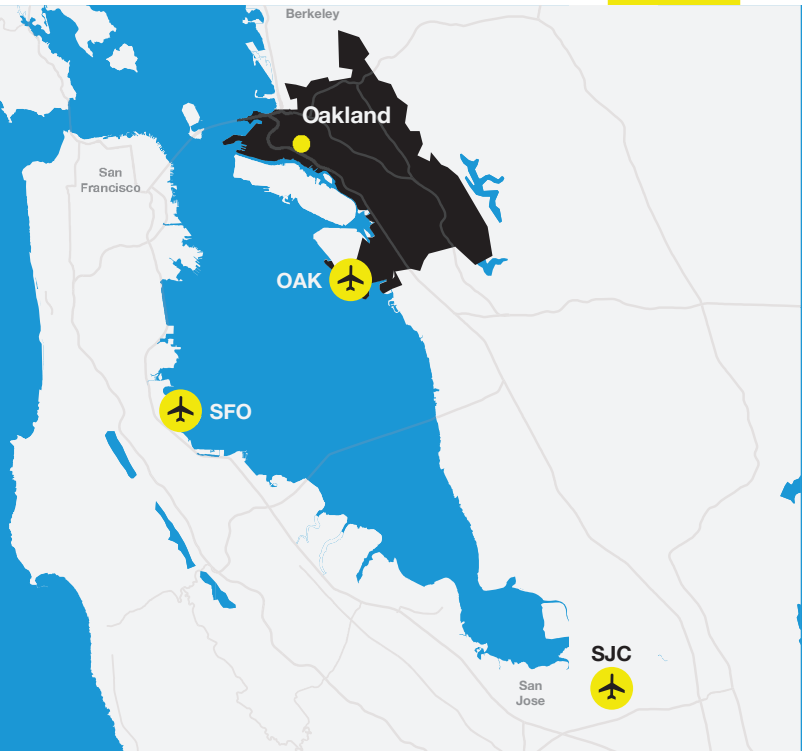 Berkeley
Oakland
San
Francisco
OAK
SFO
SJC
San
Jose